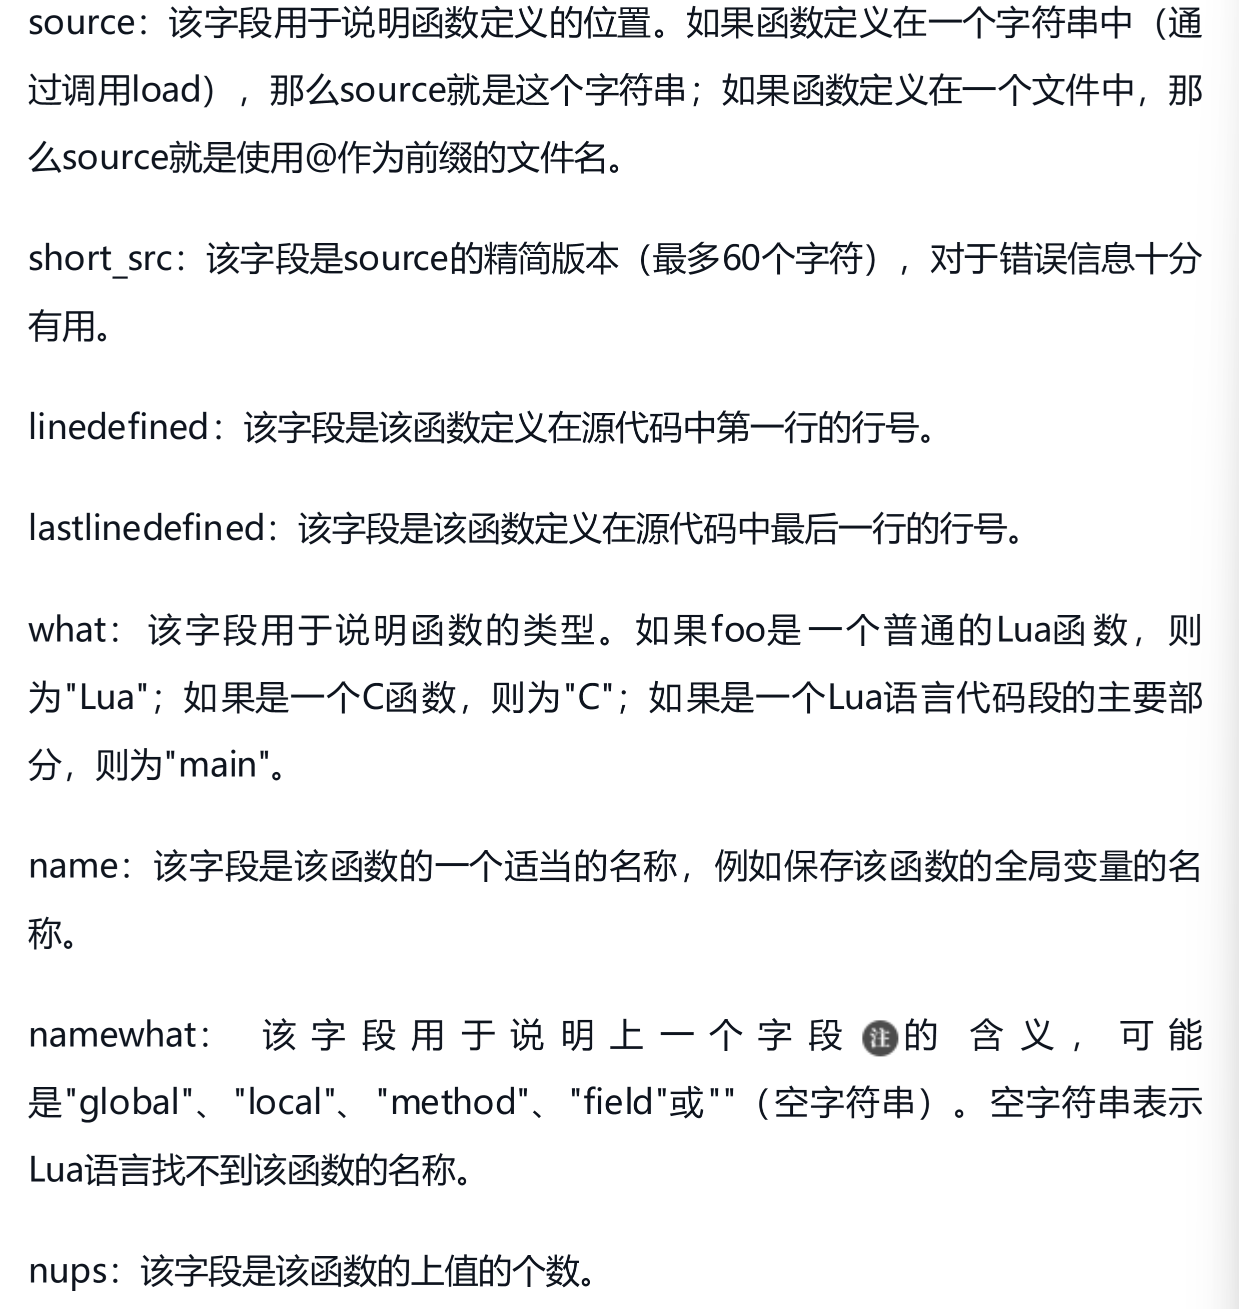 source：该字段用于说明函数定义的位置。如果函数定义在一个字符串中（通
过调用load），那么source就是这个字符串；如果函数定义在一个文件中，那
么source就是使用@作为前缀的文件名。
short_src：该字段是source的精简版本（最多60个字符），对于错误信息十分
有用。
linedefined：该字段是该函数定义在源代码中第一行的行号。
lastlinedefined：该字段是该函数定义在源代码中最后一行的行号。
what：该字段用于说明函数的类型。如果foo是一个普通的Lua函数，则
为"Lua"；如果是一个C函数，则为"C"；如果是一个Lua语言代码段的主要部
分，则为"main"。
name：该字段是该函数的一个适当的名称，例如保存该函数的全局变量的名
称。
namewhat：该字段用于说明上一个字段注的含义，可能
是"global"、"local"、"method"、"field"或""（空字符串）。空字符串表示
Lua语言找不到该函数的名称。
nups：该字段是该函数的上值的个数。